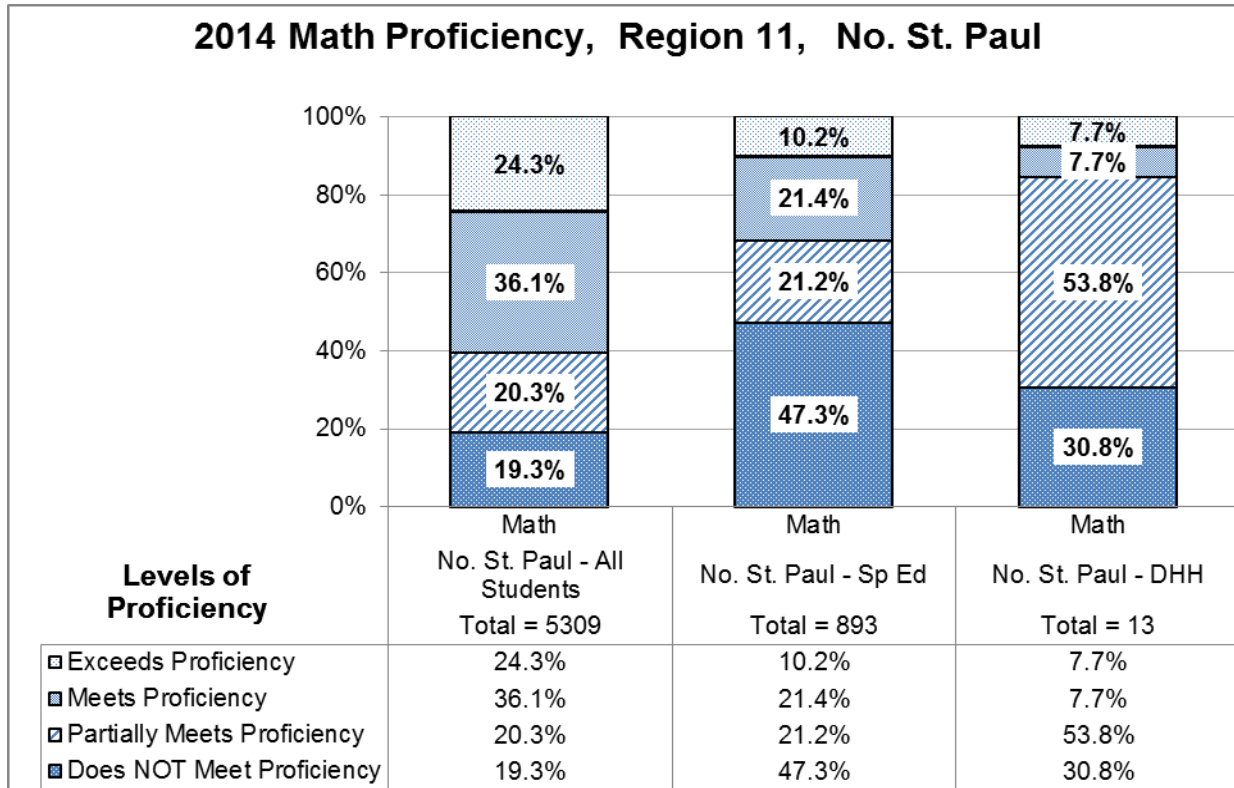 2014 Math Proficiency, Region 11, No. St. Paul
100%
80%
60%
40%
20%
0%
24.3%
36.1%
20.3%
19.3%
10.2%
21.4%
21.2%
47.3%
7.7%
7.7%
53.8%
30.8%
Math Math Math
No. St. Paul - All
Students
No. St. Paul - Sp Ed
No. St. Paul - DHH
Total = 5309 Total = 893 Total = 13
Levels of
Proficiency
Exceeds Proficiency 24.3% 10.2% 7.7%
Meets Proficiency 36.1% 21.4% 7.7%
Partially Meets Proficiency 20.3% 21.2% 53.8%
Does NOT Meet Proficiency 19.3% 47.3% 30.8%